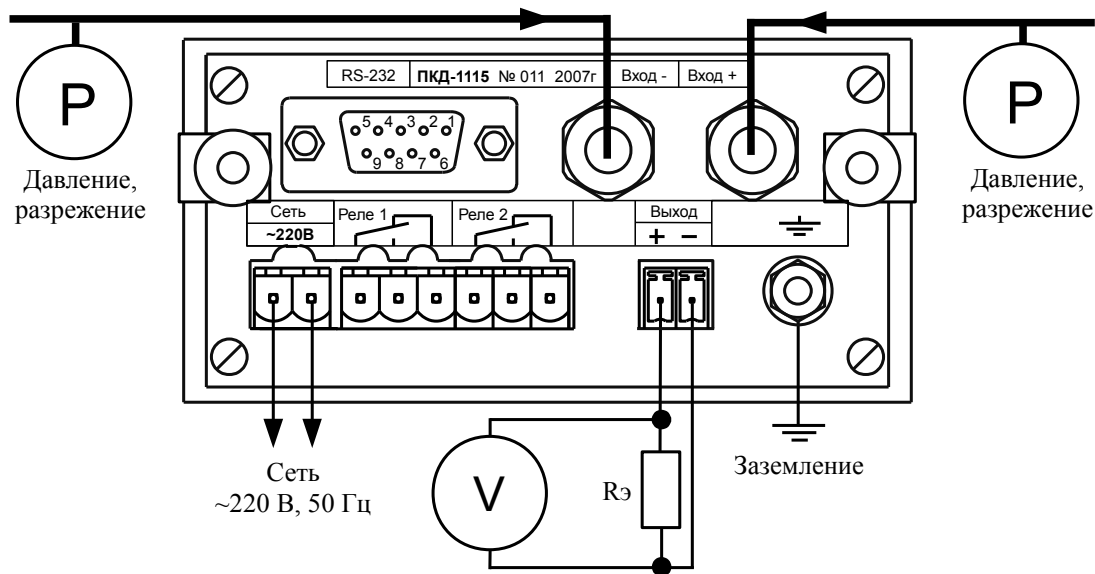 P
P
RS-232 ПКД-1115 № 011 2007г Вход - Вход +
5 4 3 2 1
9 8 7 6
Давление,
разрежение
Давление,
разрежение
Сеть
~220В
Реле 1
Реле 2
Выход
+ −
Сеть
~220 В, 50 Гц
V
Rэ
Заземление